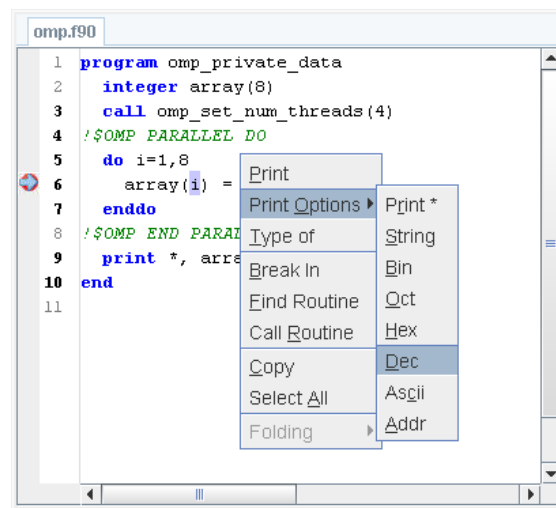 omp.f90
1 program omp_private_data
2 integer array(8)
3 call omp_set_num_threads(4)
4 !$OMP PARALLEL DO
5 do i=1,8
6 array(i) =
7 enddo
8 !$OMP END PARAL
9 print *, arra
10 end
11
Print
Print Options
Type of
Break In
Find Routine
Call Routine
Copy
Select All
Folding
Print *
String
Bin
Oct
Hex
Dec
Ascii
Addr